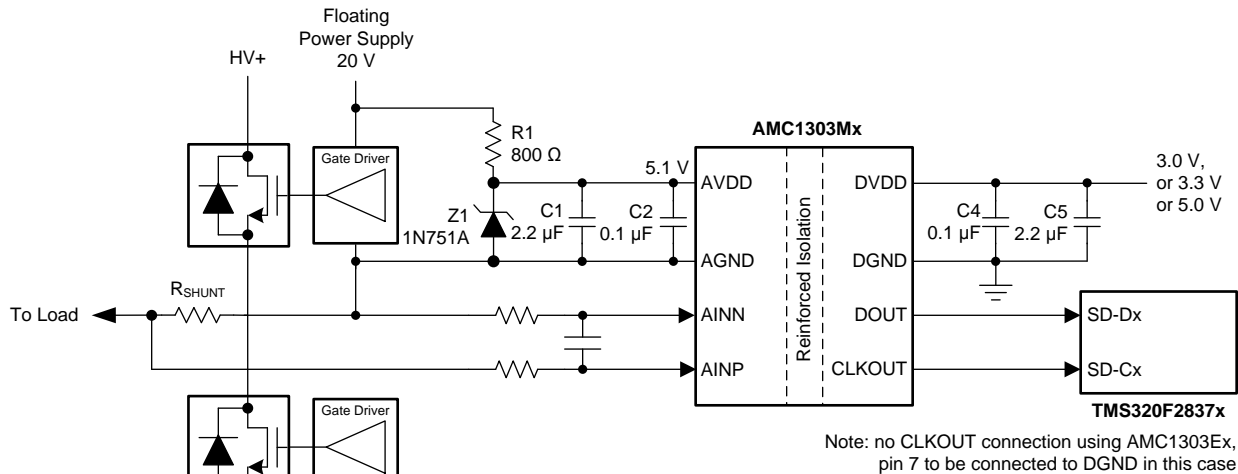 Floating
Power Supply
20 V
HV+
Gate Driver
R1
800 Ω
Z1
1N751A
C1
2.2 µF
C2
0.1 µF
5.1 V
AMC1303Mx
AVDD
AGND
AINN
AINP
Reinforced Isolation
DVDD
DGND
DOUT
CLKOUT
C4
0.1 µF
C5
2.2 µF
3.0 V,
or 3.3 V
or 5.0 V
RSHUNT
To Load
SD-Dx
SD-Cx
TMS320F2837x
Gate Driver
Note: no CLKOUT connection using AMC1303Ex,
pin 7 to be connected to DGND in this case